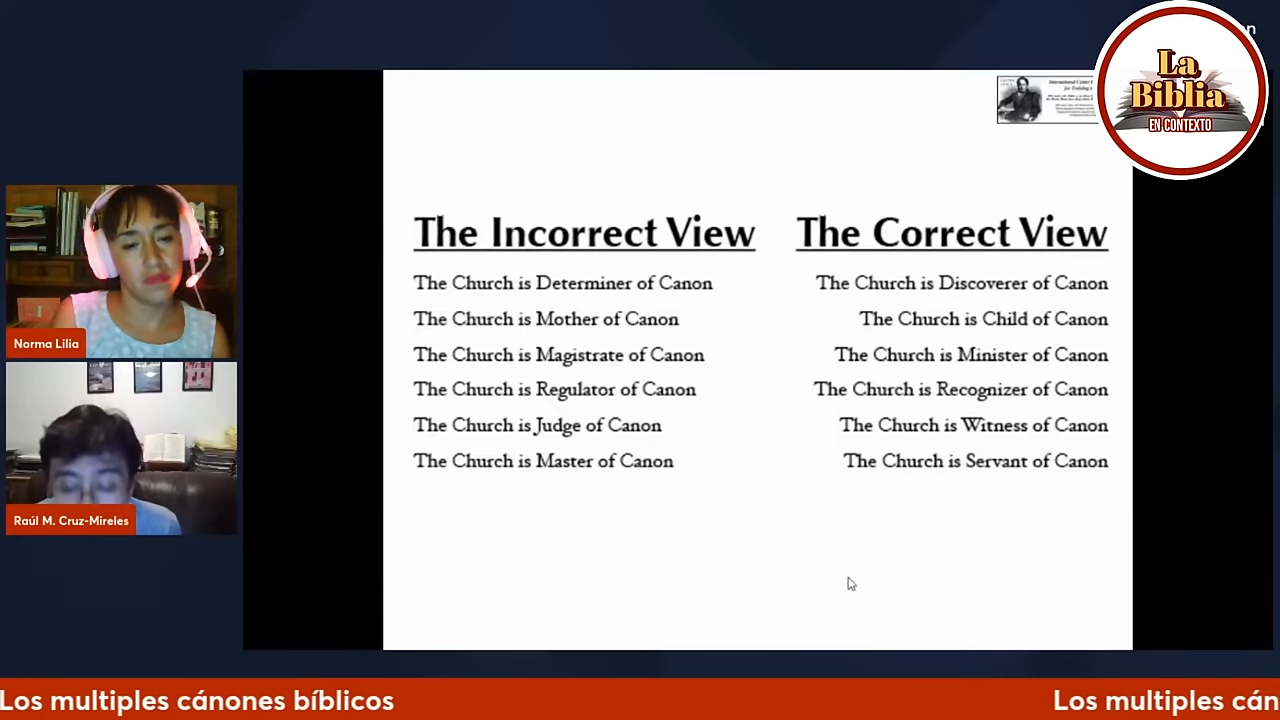 La
Biblia
EN CONTEXTO
The Incorrect View
The Church is Determiner of Canon
The Church is Mother of Canon
The Church is Magistrate of Canon
The Church is Regulator of Canon
The Church is Judge of Canon
The Church is Master of Canon
The Correct View
The Church is Discoverer of Canon
The Church is Child of Canon
The Church is Minister of Canon
The Church is Recognizer of Canon
The Church is Witness of Canon
The Church is Servant of Canon
Norma Lilia
Raúl M. Cruz-Mireles
Los multiples cánones bíblicos
Los multiples cán